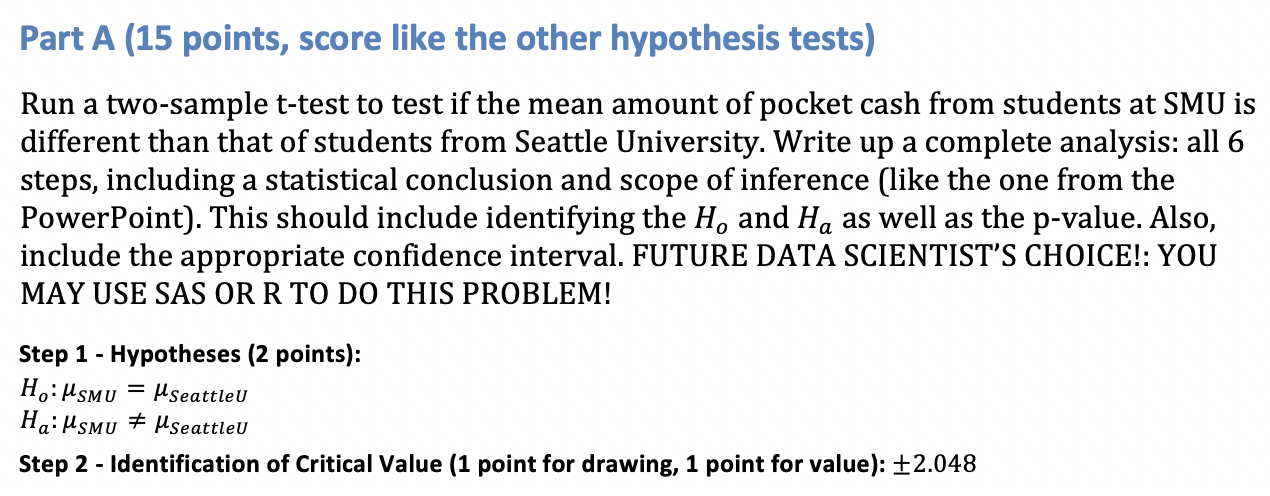 Part A (15 points, score like the other hypothesis tests)
Run a two-sample t-test to test if the mean amount of pocket cash from students at SMU is
different than that of students from Seattle University. Write up a complete analysis: all 6
steps, including a statistical conclusion and scope of inference (like the one from the
PowerPoint). This should include identifying the Hₒ and Hₐ as well as the p-value. Also,
include the appropriate confidence interval. FUTURE DATA SCIENTIST’S CHOICE!: YOU
MAY USE SAS OR R TO DO THIS PROBLEM!
Step 1 - Hypotheses (2 points):
Hₒ: μ_SMU = μ_SeattleU
Hₐ: μ_SMU ≠ μ_SeattleU
Step 2 - Identification of Critical Value (1 point for drawing, 1 point for value): ±2.048